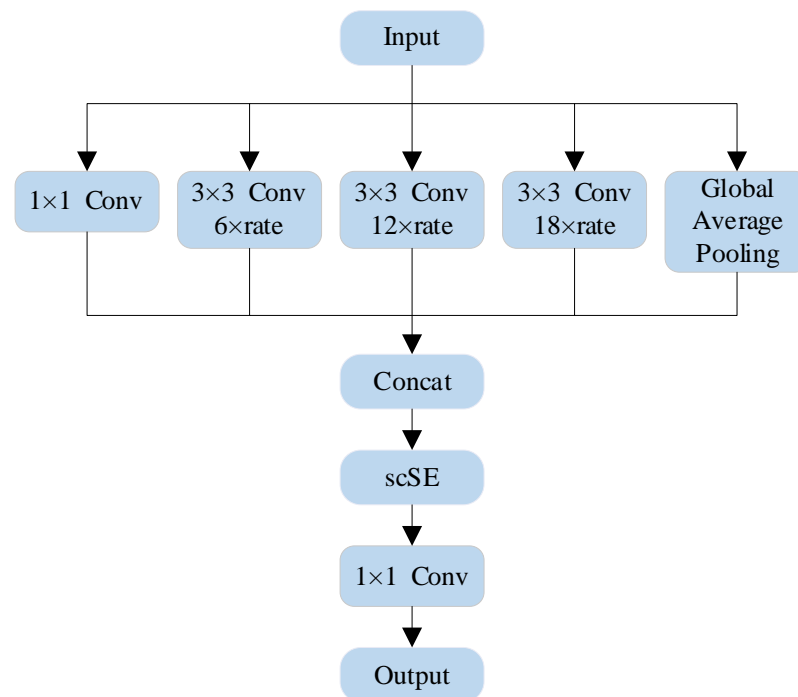 Input
1×1 Conv
3×3 Conv
6×rate
3×3 Conv
12×rate
3×3 Conv
18×rate
Global
Average
Pooling
Concat
scSE
1×1 Conv
Output